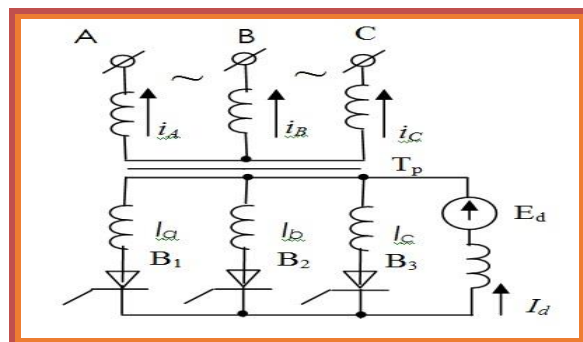 A B C
~ ~
iA iB iC
Tp
Ia Ib Ic Ed
B1 B2 B3
Id